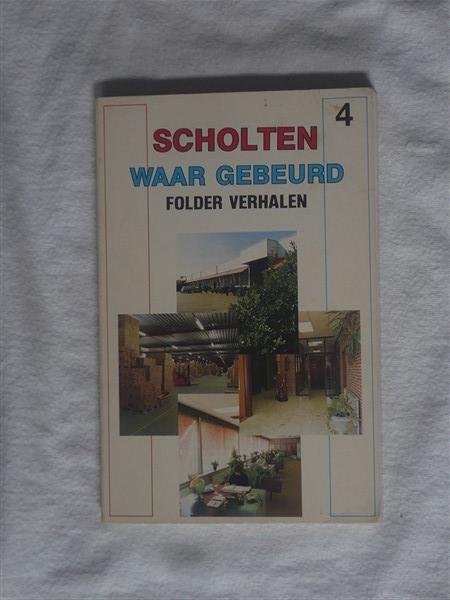 4
SCHOLTEN
WAAR GEBEURD
FOLDER VERHALEN